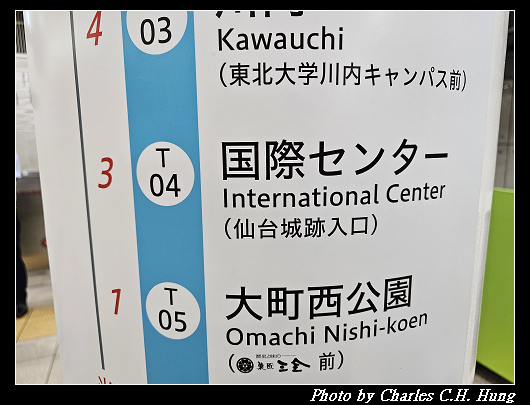 4
03
Kawauchi
(東北大学川内キャンパス前)
3
T
04
国際センター
International Center
(仙台城跡入口)
1
T
05
大町西公園
Omachi Nishi-koen
(前)
Photo by Charles C.H. Hung